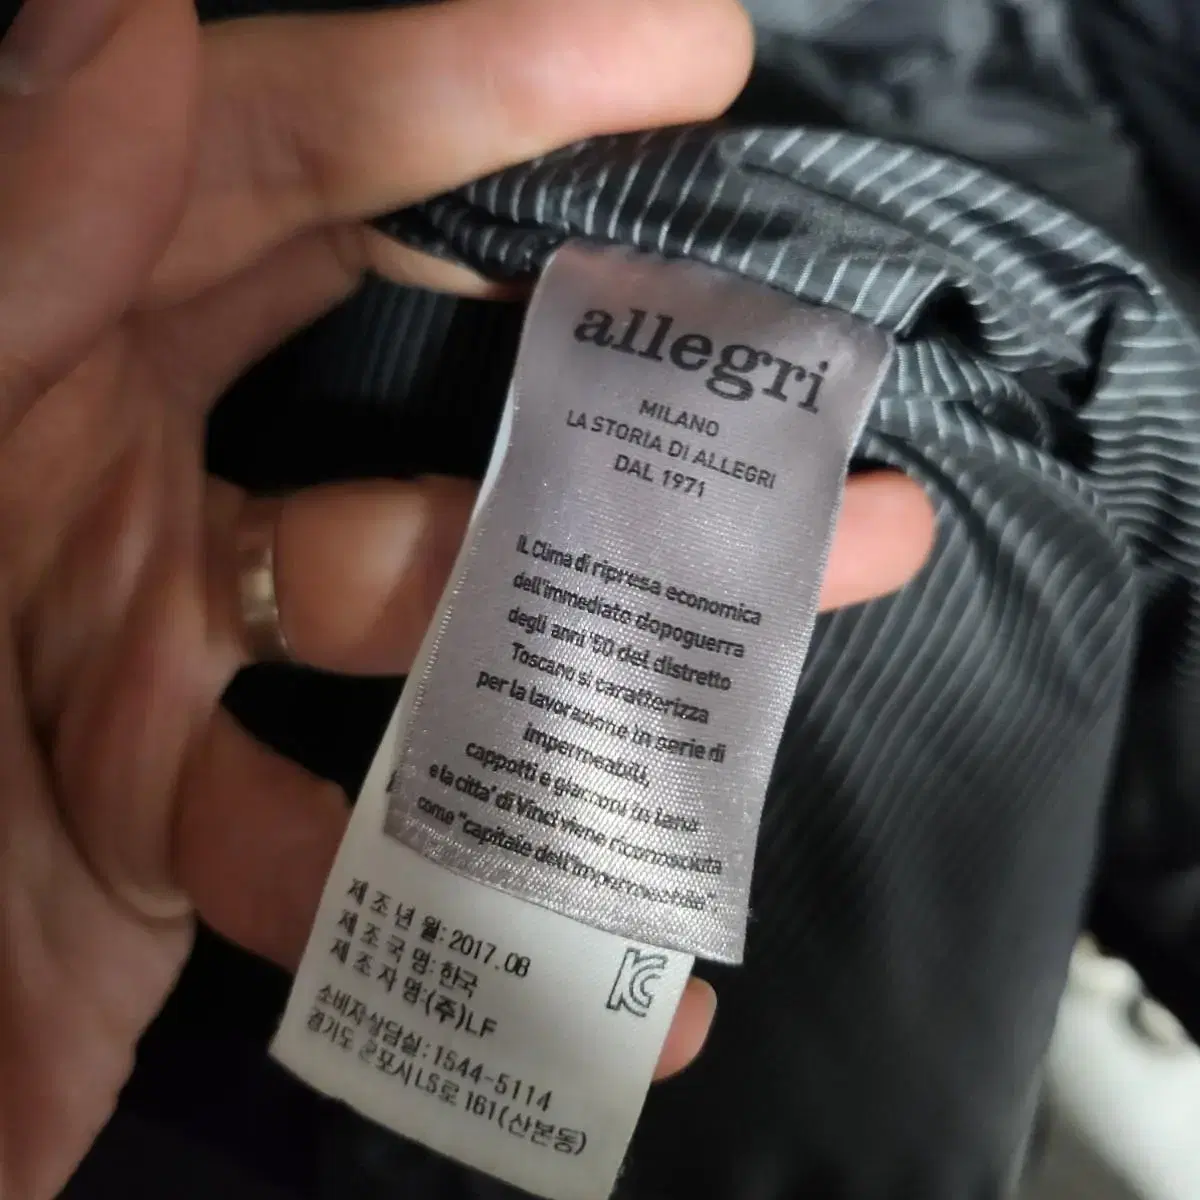 allegri
MILANO
LA STORIA DI ALLEGRI
DAL 1971
IL Clima di ripresa economica
dell'immediato dopoguerra
degli anni '50 del distretto
Toscano si caratterizza
per la lavorazione in serie di
impermeabili,
cappotti e giacconi in lana
e la citta' di Vinci viene riconosciuta
come "capitale dell'impermeabile"
제 조 년 월: 2017.08
제 조 국 명: 한국
제 조 자 명:(주)LF
소비자상담실:1544-5114
경기도 군포시 LS로 161(산본동)
KC